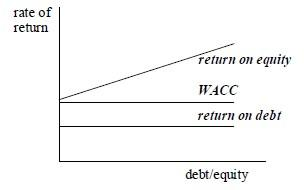 rate of
return
return on equity
WACC
return on debt
debt/equity